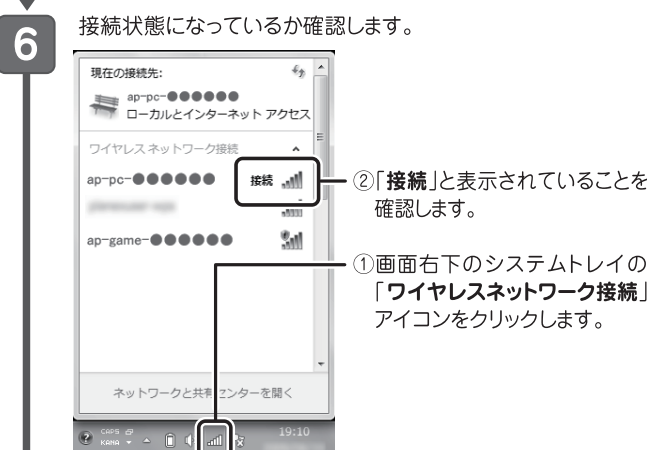 6
接続状態になっているか確認します。
現在の接続先:
ap-pc-●●●●●●
ローカルとインターネット アクセス
ワイヤレス ネットワーク接続
ap-pc-●●●●●● 接続
ap-game-●●●●●●
②「接続」と表示されていることを
確認します。
①画面右下のシステムトレイの
「ワイヤレスネットワーク接続」
アイコンをクリックします。
ネットワークと共有センターを開く
CAPS
KANA
19:10